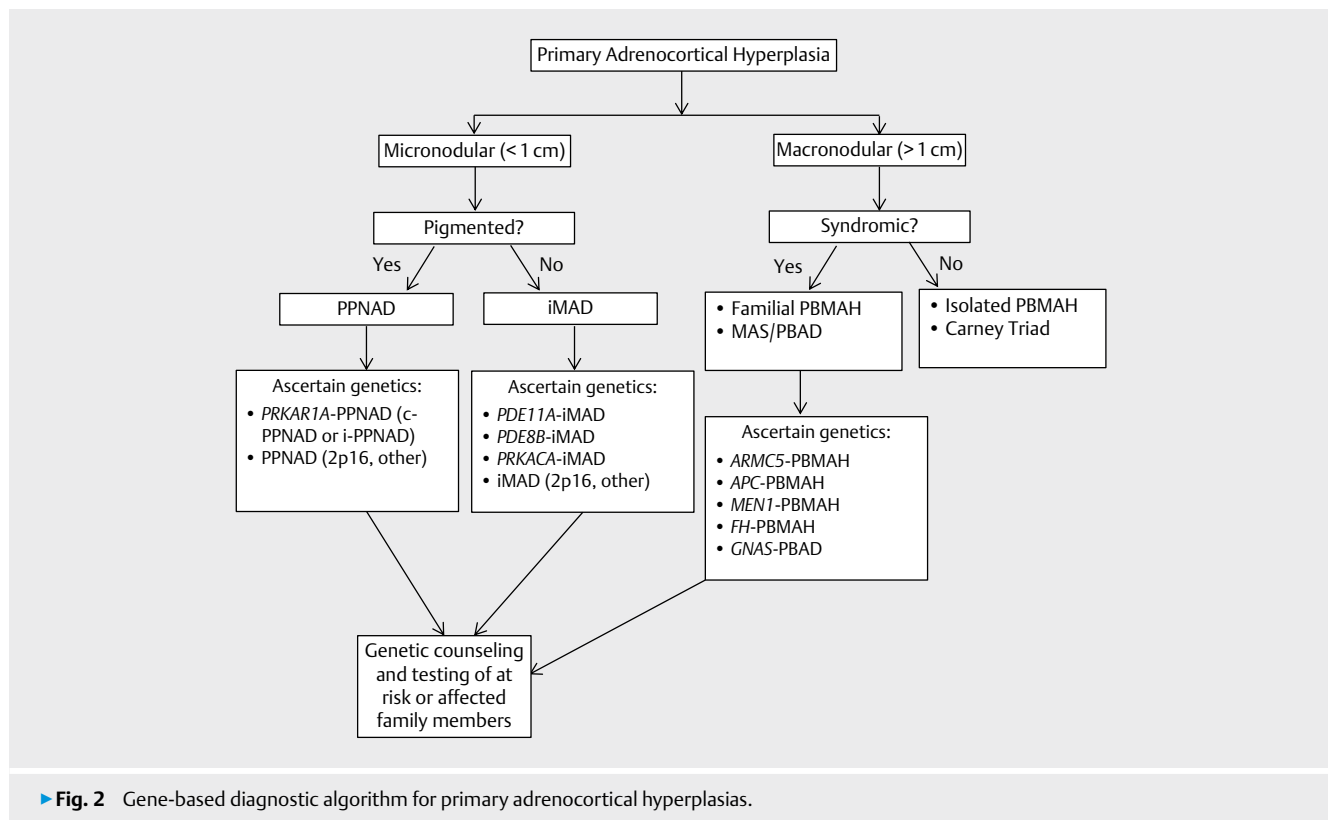 Primary Adrenocortical Hyperplasia
Micronodular (< 1 cm)
Macronodular (> 1 cm)
Pigmented?
Syndromic?
Yes
No
Yes
No
PPNAD
iMAD
• Familial PBMAH
• MAS/PBAD
• Isolated PBMAH
• Carney Triad
Ascertain genetics:
• PRKAR1A-PPNAD (c-
PPNAD or i-PPNAD)
• PPNAD (2p16, other)
Ascertain genetics:
• PDE11A-iMAD
• PDE8B-iMAD
• PRKACA-iMAD
• iMAD (2p16, other)
Ascertain genetics:
• ARMC5-PBMAH
• APC-PBMAH
• MEN1-PBMAH
• FH-PBMAH
• GNAS-PBAD
Genetic counseling
and testing of at
risk or affected
family members
▶ Fig. 2 Gene-based diagnostic algorithm for primary adrenocortical hyperplasias.